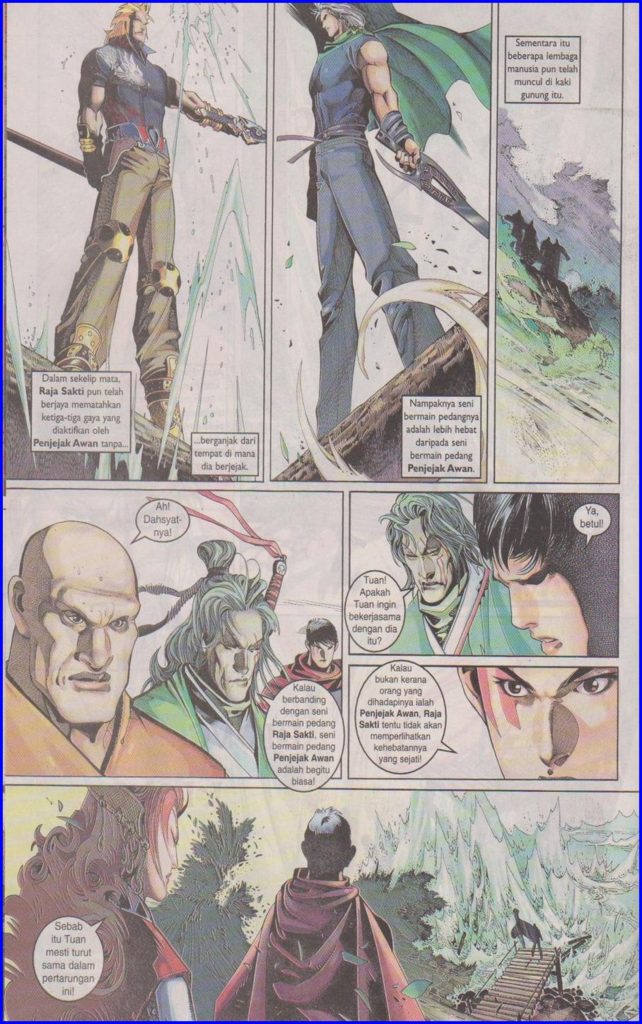 Dalam sekelip mata,
Raja Sakti pun telah
berjaya mematahkan
ketiga-tiga gaya yang
diaktifkan oleh
Penjejak Awan tanpa...
...berganjak dari
tempat di mana
dia berjejak.
Nampaknya seni
bermain pedangnya
adalah lebih hebat
daripada seni
bermain pedang
Penjejak Awan.
Sementara itu
beberapa lembaga
manusia pun telah
muncul di kaki
gunung itu.
Ah!
Dahsyat-
nya!
Kalau
berbanding
dengan seni
bermain pedang
Raja Sakti, seni
bermain pedang
Penjejak Awan
adalah begitu
biasa!
Tuan!
Apakah
Tuan ingin
bekerjasama
dengan dia
itu?
Ya,
betul!
Kalau
bukan kerana
orang yang
dihadapinya ialah
Penjejak Awan, Raja
Sakti tentu tidak akan
memperlihatkan
kehebatannya
yang sejati!
Sebab
itu Tuan
mesti turut
sama dalam
pertarungan
ini!